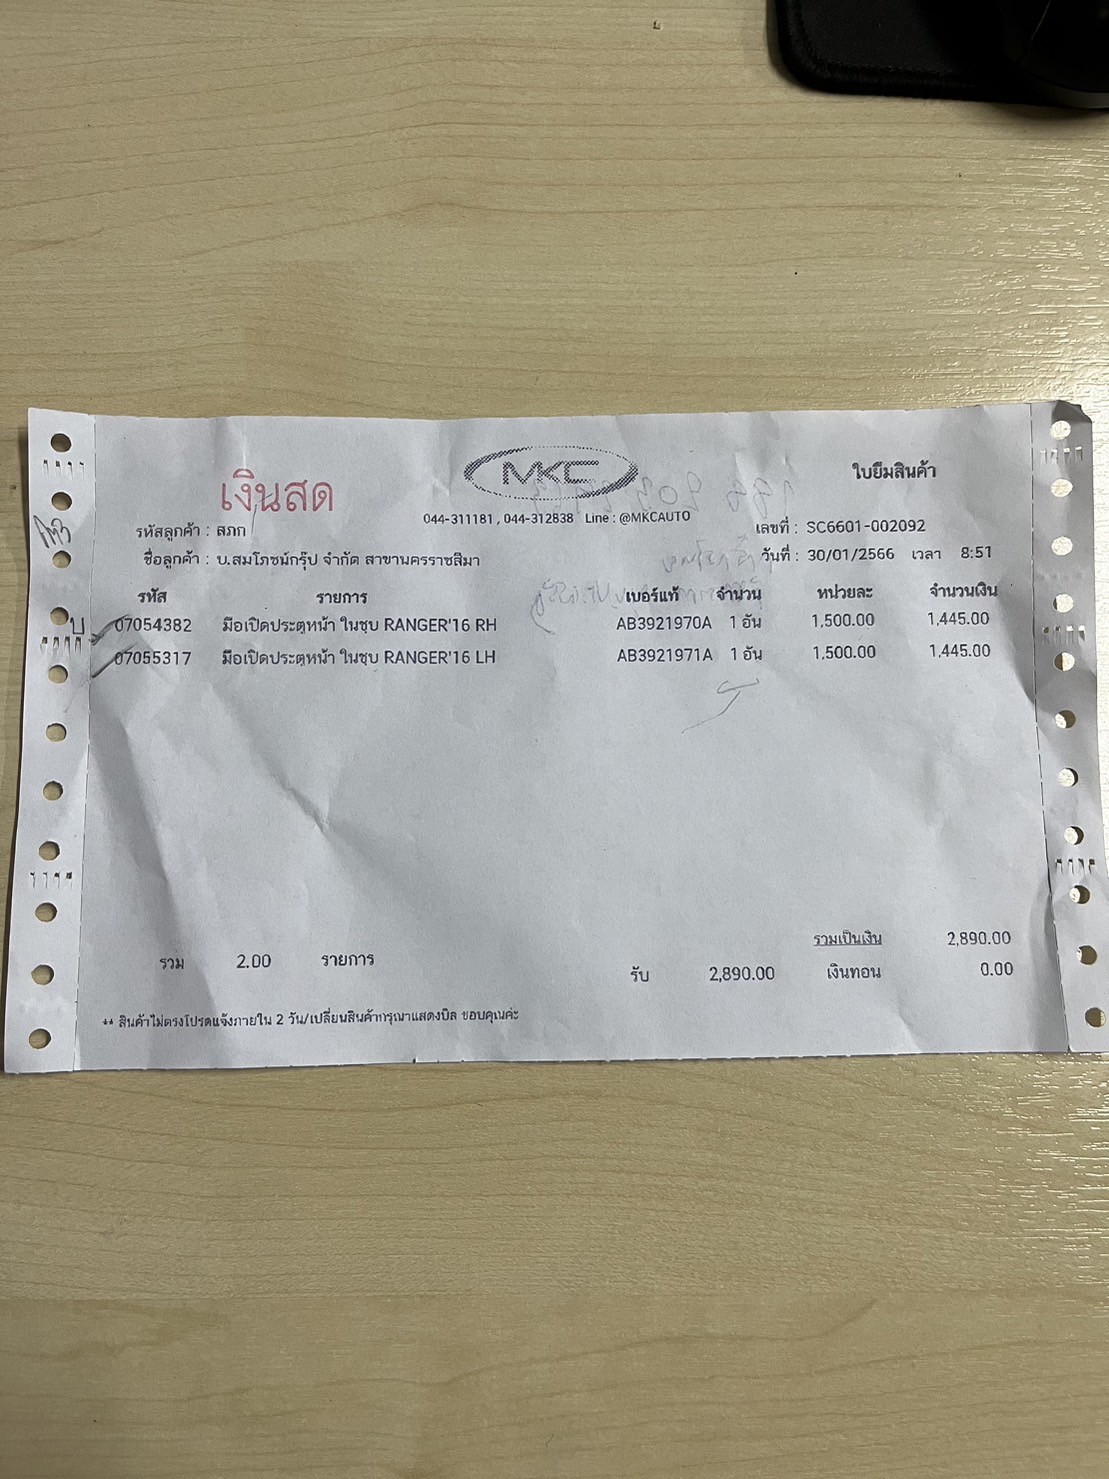 MKC
ใบยืมสินค้า
เงินสด
044-311181 , 044-312838 Line : @MKCAUTO
รหัสลูกค้า : สภก
เลขที่ : SC6601-002092
ชื่อลูกค้า : บ.สมโภชน์กรุ๊ป จำกัด สาขานครราชสีมา
วันที่ : 30/01/2566 เวลา 8:51
รหัส รายการ เบอร์แท้ จำนวน หน่วยละ จำนวนเงิน
บ 07054382 มือเปิดประตูหน้า ในชุบ RANGER'16 RH AB3921970A 1 อัน 1,500.00 1,445.00
07055317 มือเปิดประตูหน้า ในชุบ RANGER'16 LH AB3921971A 1 อัน 1,500.00 1,445.00
รวมเป็นเงิน 2,890.00
รวม 2.00 รายการ
รับ 2,890.00 เงินทอน 0.00
** สินค้าไม่ตรงโปรดแจ้งภายใน 2 วัน/เปลี่ยนสินค้ากรุณาแสดงบิล ขอบคุณค่ะ